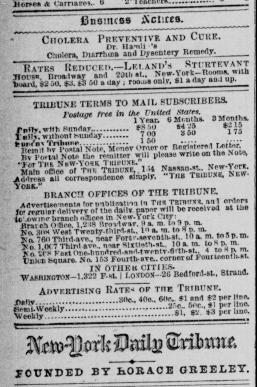 Horses & Carriages.. 6 2 Teachers
Business Notices.
CHOLERA PREVENTIVE AND CURE.
Dr. Hamli 's
Cholera, Diarrhœa and Dysentery Remedy.
RATES REDUCED.—LELAND'S STURTEVANT
HOUSE, Broadway and 29th st., New-York—Rooms, with
board, $2 50, $3, $3 50 a day; rooms only, $1 a day and up.
TRIBUNE TERMS TO MAIL SUBSCRIBERS.
Postage free in the United States.
1 Year. 6 Months. 3 Months.
Daily, with Sunday $8 50 $4 25 $2 15
Daily, without Sunday 7 00 3 50 1 75
Sunday Tribune 1 50
Remit by Postal Note, Money Order or Registered Letter.
By Postal Note the remitter will please write on the Note,
"For THE NEW-YORK TRIBUNE."
Main office of THE TRIBUNE, 154 Nassau-st., New-York.
Address all correspondence simply, "THE TRIBUNE, NEW-
YORK."
BRANCH OFFICES OF THE TRIBUNE.
Advertisements for publication in THE TRIBUNE, and orders
for regular delivery of the daily paper will be received at the
following branch offices in New-York City:
Branch Office, 1,238 Broadway, 9 a. m. to 9 p. m.
No. 308 West Twenty-third-st., 10 a. m. to 8 p. m.
No. 760 Third-ave., near Forty-seventh-st., 10 a. m. to 5 p. m.
No. 1,007 Third-ave., near Sixtieth-st., 10 a. m. to 8 p. m.
No. 208 East One-hundred-and-twenty-fifth-st., 4 to 8 p. m.
Union Square, No. 153 Fourth-ave., corner of Fourteenth-st.
IN OTHER CITIES.
WASHINGTON—1,322 F-st. | LONDON—26 Bedford-st., Strand.
ADVERTISING RATES OF THE TRIBUNE.
Daily 30c., 40c., 60c., $1 and $2 per line.
Semi-Weekly 25c., 50c., $1 per line.
Weekly $1, $2, $3 per line.
New-York Daily Tribune.
FOUNDED BY HORACE GREELEY.